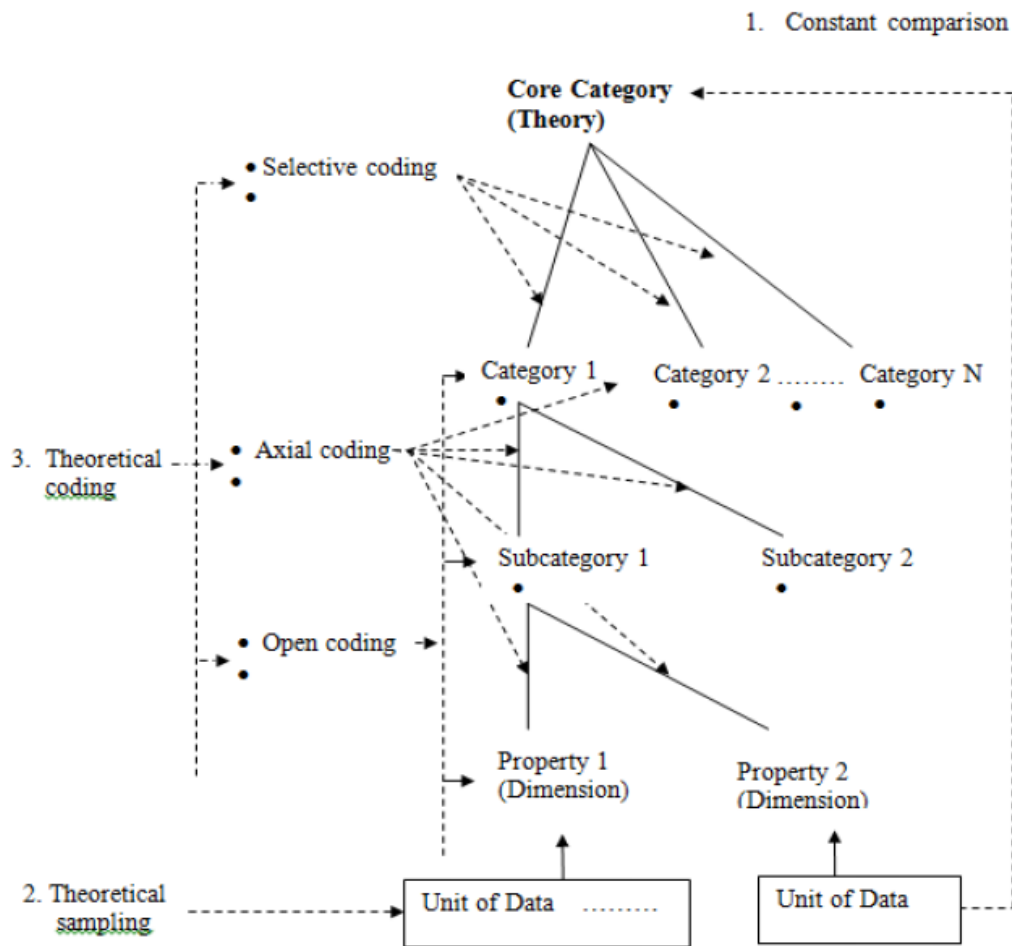 1. Constant comparison
Core Category
(Theory)
• Selective coding
•
Category 1
Category 2 ........ Category N
•
• • •
3. Theoretical
coding
• Axial coding
•
Subcategory 1
Subcategory 2
•
•
• Open coding
•
Property 1
(Dimension)
Property 2
(Dimension)
2. Theoretical
sampling
Unit of Data .........
Unit of Data